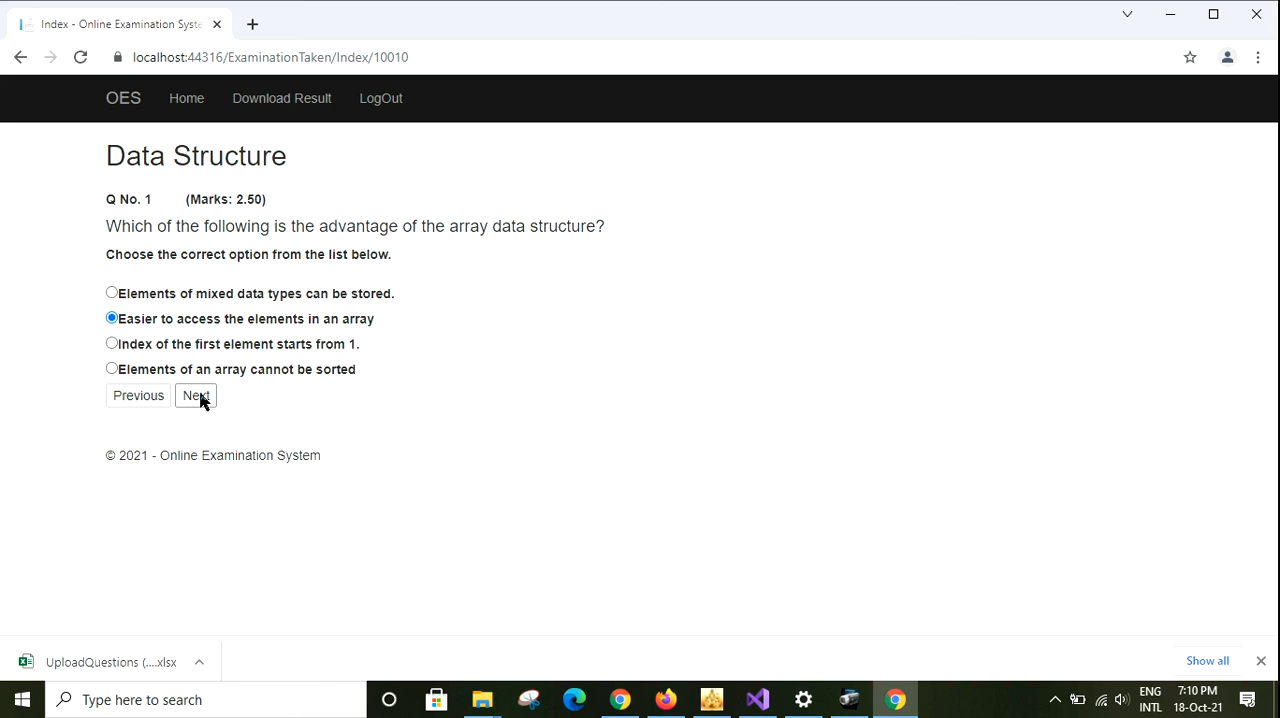 Index - Online Examination Syste
localhost:44316/ExaminationTaken/Index/10010
OES Home Download Result LogOut
Data Structure
Q No. 1 (Marks: 2.50)
Which of the following is the advantage of the array data structure?
Choose the correct option from the list below.
Elements of mixed data types can be stored.
Easier to access the elements in an array
Index of the first element starts from 1.
Elements of an array cannot be sorted
Previous Next
© 2021 - Online Examination System
UploadQuestions (....xlsx Show all
Type here to search ENG 7:10 PM
INTL 18-Oct-21